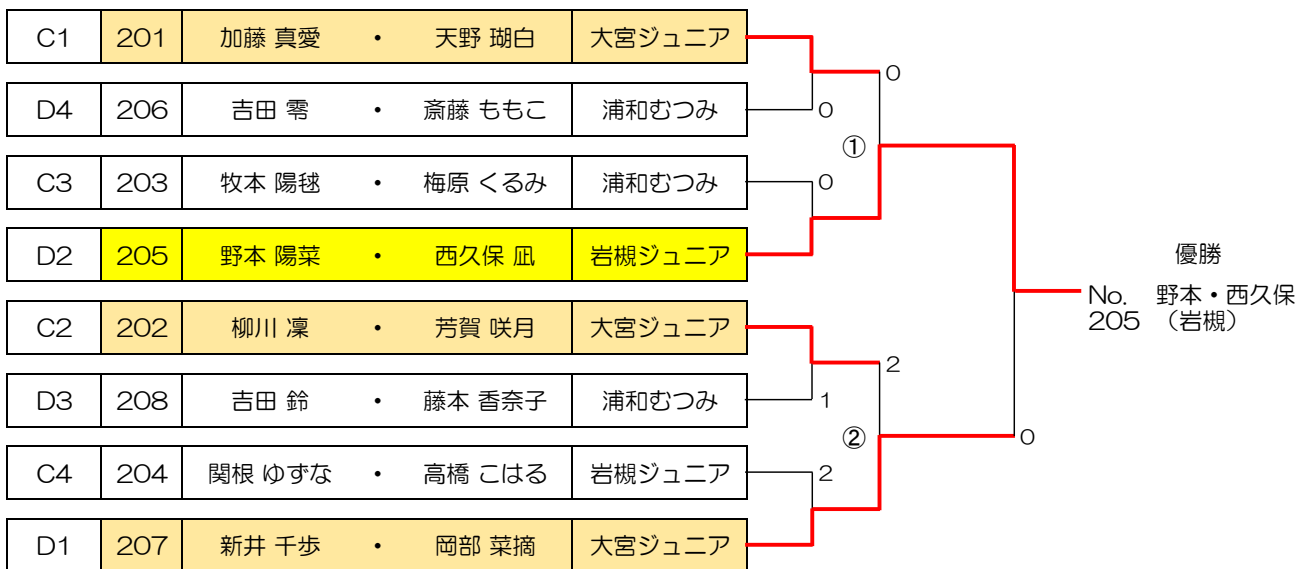 C1 201 加藤 真愛 ・ 天野 瑚白 大宮ジュニア
0
D4 206 吉田 零 ・ 斎藤 ももこ 浦和むつみ
0
①
C3 203 牧本 陽毬 ・ 梅原 くるみ 浦和むつみ
0
D2 205 野本 陽菜 ・ 西久保 凪 岩槻ジュニア
優勝
No. 野本・西久保
205 （岩槻）
C2 202 柳川 凜 ・ 芳賀 咲月 大宮ジュニア
2
D3 208 吉田 鈴 ・ 藤本 香奈子 浦和むつみ
1
②
0
C4 204 関根 ゆずな ・ 高橋 こはる 岩槻ジュニア
2
D1 207 新井 千歩 ・ 岡部 菜摘 大宮ジュニア